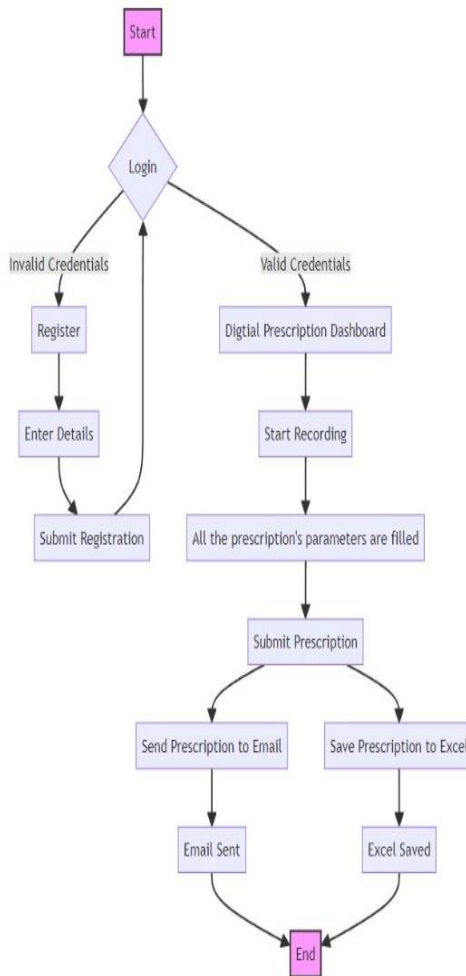 Start
Login
Invalid Credentials
Valid Credentials
Register
Digtial Prescription Dashboard
Enter Details
Start Recording
Submit Registration
All the prescription's parameters are filled
Submit Prescription
Send Prescription to Email
Save Prescription to Excel
Email Sent
Excel Saved
End